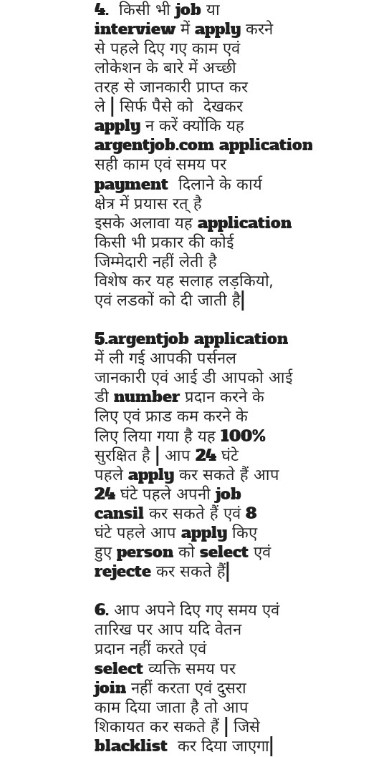 4. किसी भी job या
interview में apply करने
से पहले दिए गए काम एवं
लोकेशन के बारे में अच्छी
तरह से जानकारी प्राप्त कर
ले | सिर्फ पैसे को देखकर
apply न करें क्योंकि यह
argentjob.com application
सही काम एवं समय पर
payment दिलाने के कार्य
क्षेत्र में प्रयास रत् है
इसके अलावा यह application
किसी भी प्रकार की कोई
जिम्मेदारी नहीं लेती है
विशेष कर यह सलाह लड़कियो,
एवं लडकों को दी जाती है|
5.argentjob application
में ली गई आपकी पर्सनल
जानकारी एवं आई डी आपको आई
डी number प्रदान करने के
लिए एवं फ्राड कम करने के
लिए लिया गया है यह 100%
सुरक्षित है | आप 24 घंटे
पहले apply कर सकते हैं आप
24 घंटे पहले अपनी job
cansil कर सकते हैं एवं 8
घंटे पहले आप apply किए
हुए person को select एवं
rejecte कर सकते हैं|
6. आप अपने दिए गए समय एवं
तारिख पर आप यदि वेतन
प्रदान नहीं करते एवं
select व्यक्ति समय पर
join नहीं करता एवं दुसरा
काम दिया जाता है तो आप
शिकायत कर सकते हैं | जिसे
blacklist कर दिया जाएगा|